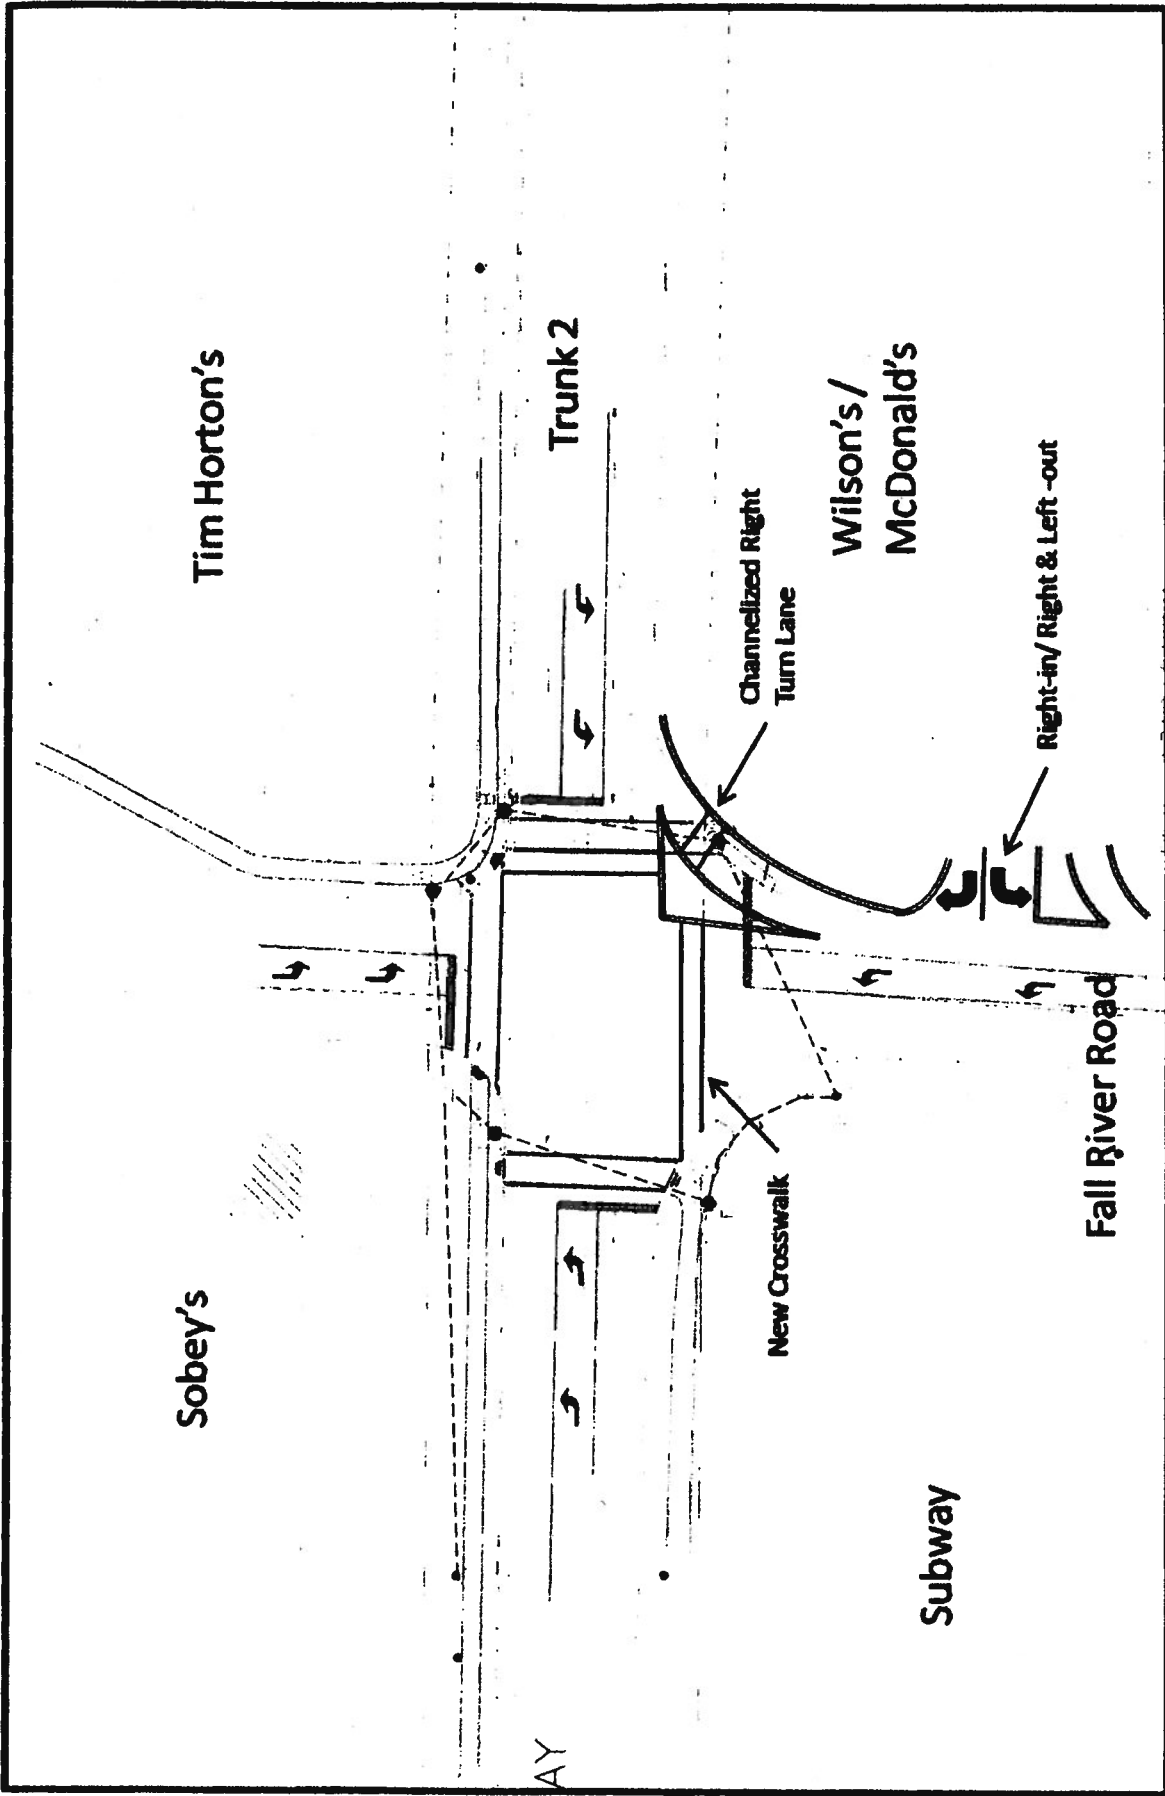 Sobey's
Tim Horton's
AY
Trunk 2
New Crosswalk
Channelized Right
Turn Lane
Wilson's /
McDonald's
Subway
Fall River Road
Right-in/ Right & Left -out